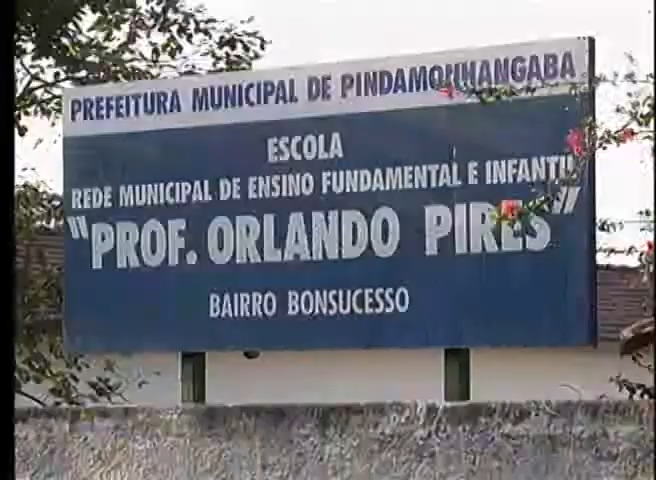 PREFEITURA MUNICIPAL DE PINDAMONHANGABA
ESCOLA
REDE MUNICIPAL DE ENSINO FUNDAMENTAL E INFANTIL
"PROF. ORLANDO PIRES"
BAIRRO BONSUCESSO